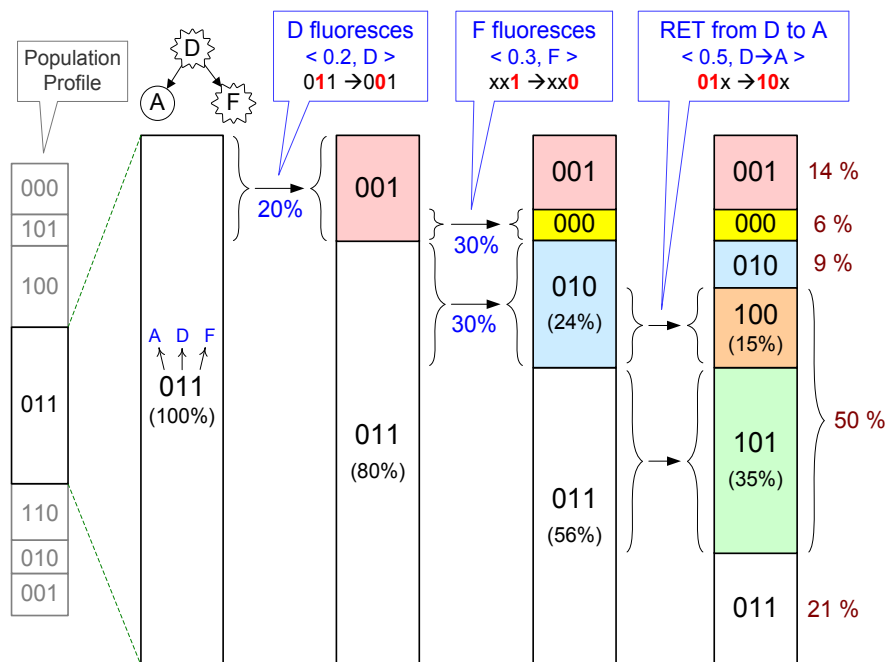 Population
Profile
D
A
F
D fluoresces
< 0.2, D >
011 →001
F fluoresces
< 0.3, F >
xx1 →xx0
RET from D to A
< 0.5, D→A >
01x →10x
000
101
100
011
110
010
001
A D F
011
(100%)
20%
001
011
(80%)
30%
30%
001
000
010
(24%)
011
(56%)
001
000
010
100
(15%)
101
(35%)
011
14 %
6 %
9 %
50 %
21 %